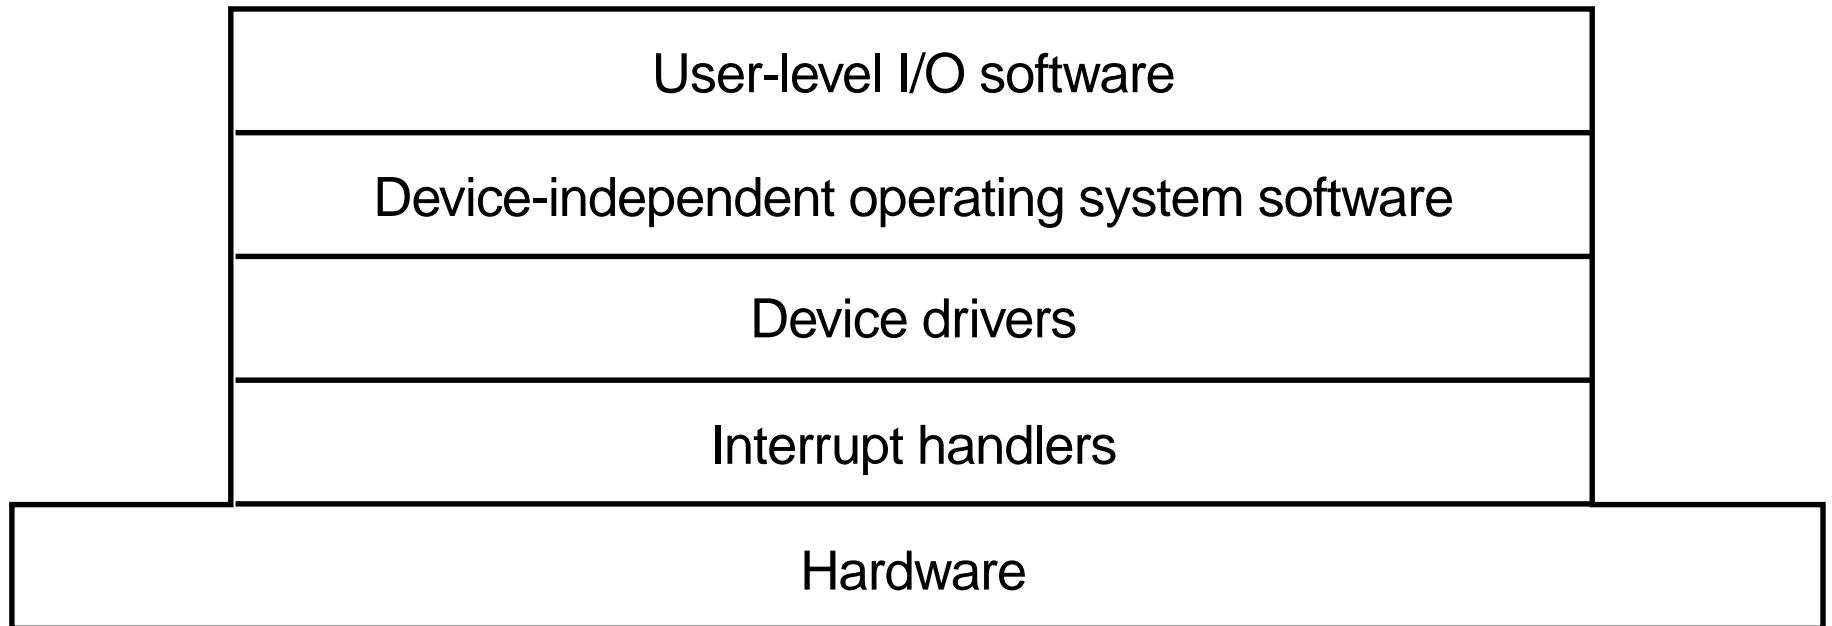 User-level I/O software
Device-independent operating system software
Device drivers
Interrupt handlers
Hardware